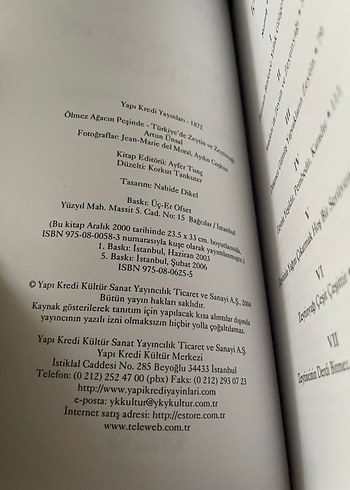 Yapı Kredi Yayınları - 1872
Ölmez Ağacın Peşinde - Türkiye'de Zeytin ve Zeytinyağı
Artun Ünsal
Fotoğraflar: Jean-Marie del Moral, Aydın
Kitap Editörü: Ayfer Tunç
Düzelti: Korkut Tankuter
Tasarım: Nahide Dikel
Baskı: Üç-Er Ofset
Yüzyıl Mah. Massit 5. Cad. No: 15 Bağcılar / İstanbul
(Bu kitap Aralık 2000 tarihinde 23.5 x 33 cm. boyutlarında,
ISBN 975-08-0058-3 numarasıyla kuşe olarak yayımlanmıştır.)
1. Baskı: İstanbul, Haziran 2003
5. Baskı: İstanbul, Şubat 2006
ISBN 975-08-0625-5
© Yapı Kredi Kültür Sanat Yayıncılık Ticaret ve Sanayi A.Ş., 2004
Bütün yayın hakları saklıdır.
Kaynak gösterilerek tanıtım için yapılacak kısa alıntılar dışında
yayıncının yazılı izni olmaksızın hiçbir yolla çoğaltılamaz.
Yapı Kredi Kültür Sanat Yayıncılık Ticaret ve Sanayi A.Ş.
Yapı Kredi Kültür Merkezi
İstiklal Caddesi No. 285 Beyoğlu 34433 İstanbul
Telefon: (0 212) 252 47 00 (pbx) Faks: (0 212) 293 07 23
http://www.yapikrediyayinlari.com
e-posta: ykkultur@ykykultur.com.tr
İnternet satış adresi: http://estore.com.tr
www.teleweb.com.tr
II
III
IV
V
VI
VII